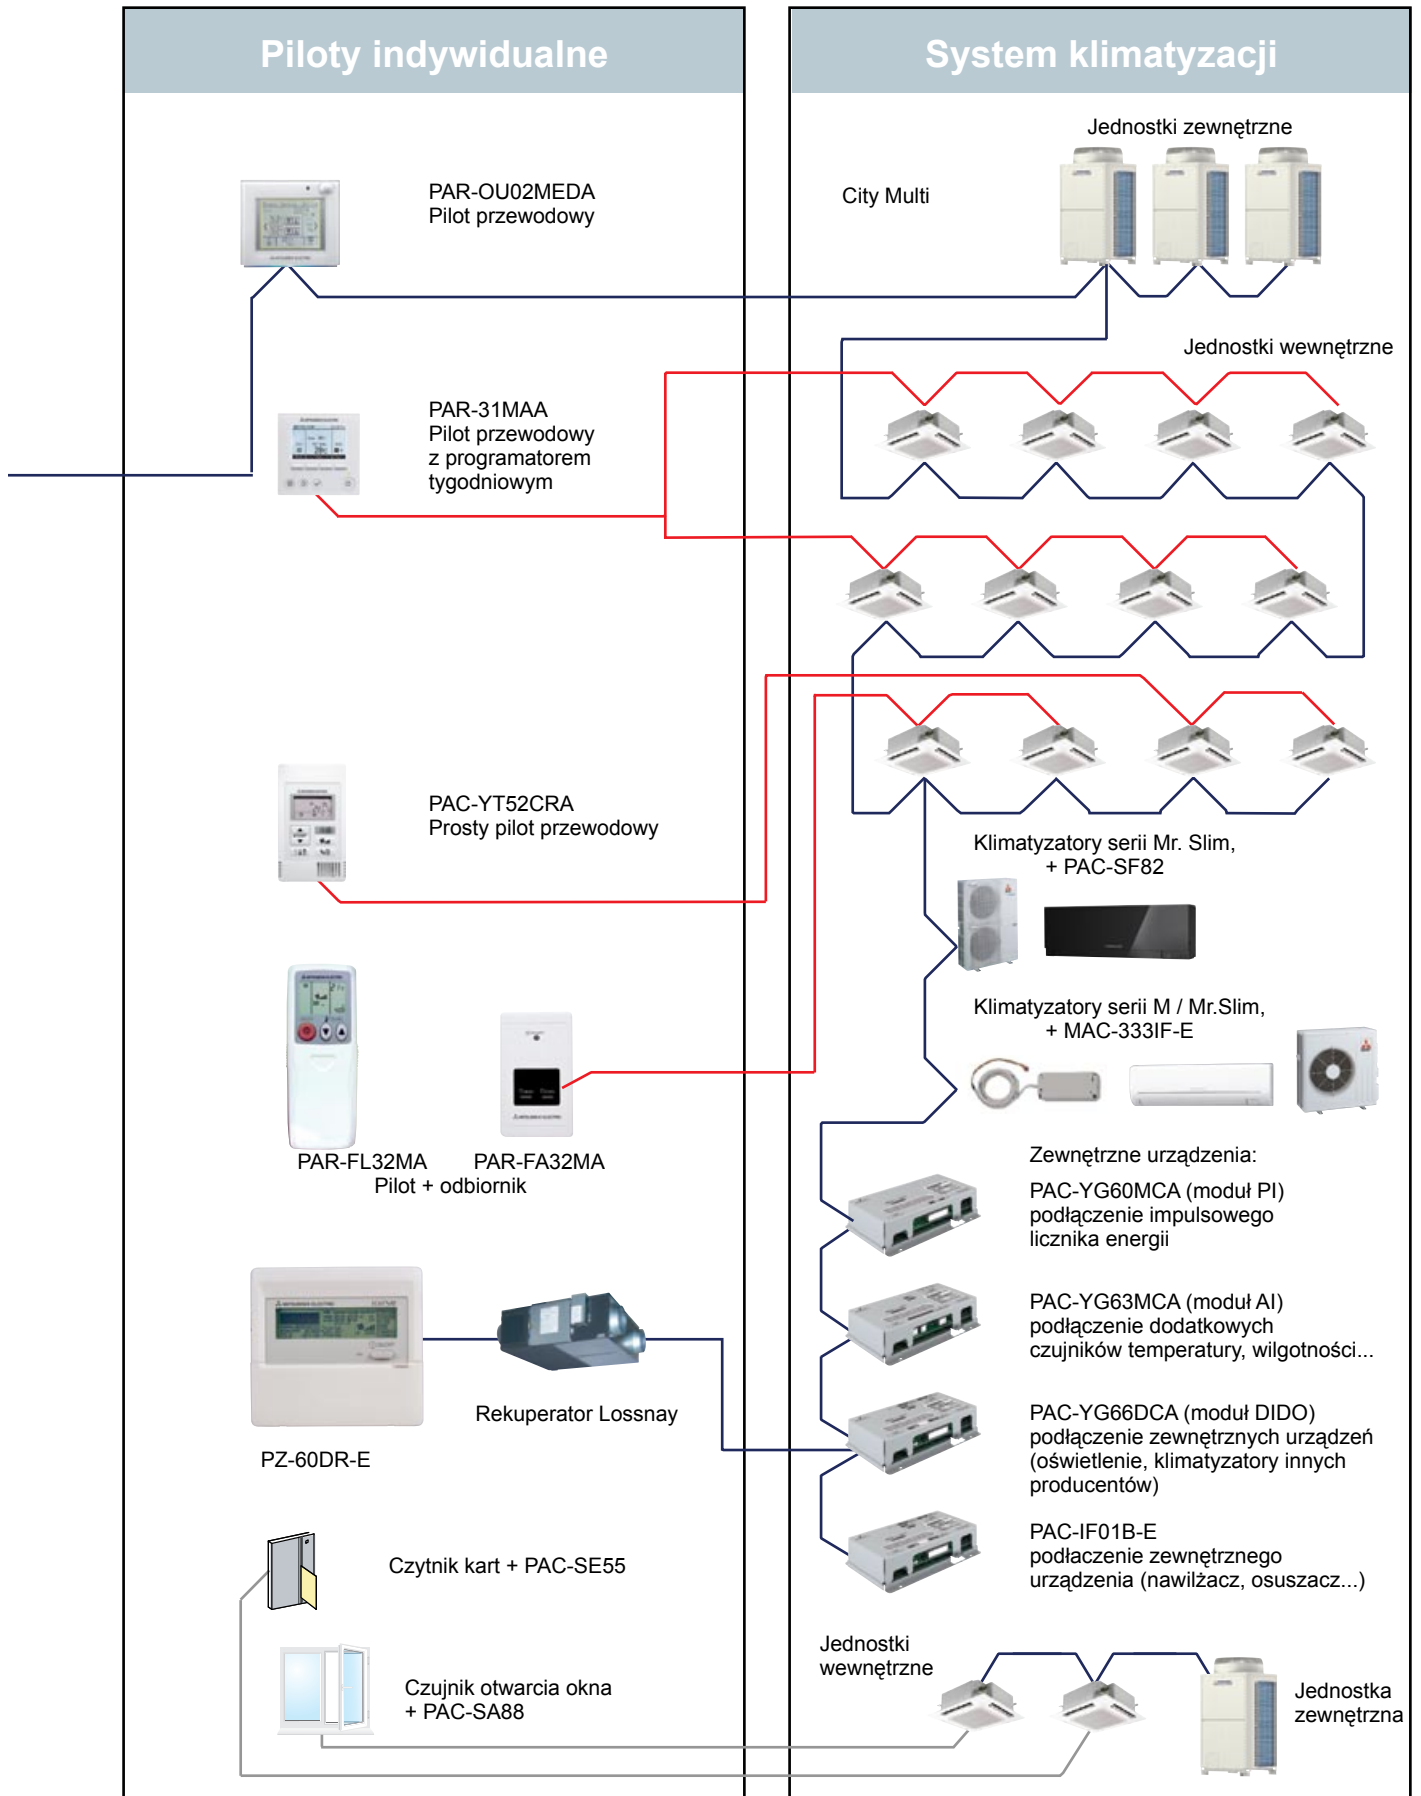 Piloty indywidualne
PAR-OU02MEDA
Pilot przewodowy
PAR-31MAA
Pilot przewodowy
z programatorem
tygodniowym
PAC-YT52CRA
Prosty pilot przewodowy
PAR-FL32MA
PAR-FA32MA
Pilot + odbiornik
PZ-60DR-E
Rekuperator Lossnay
Czytnik kart + PAC-SE55
Czujnik otwarcia okna
+ PAC-SA88
System klimatyzacji
Jednostki zewnętrzne
City Multi
Jednostki wewnętrzne
Klimatyzatory serii Mr. Slim,
+ PAC-SF82
Klimatyzatory serii M / Mr.Slim,
+ MAC-333IF-E
Zewnętrzne urządzenia:
PAC-YG60MCA (moduł PI)
podłączenie impulsowego
licznika energii
PAC-YG63MCA (moduł AI)
podłączenie dodatkowych
czujników temperatury, wilgotności...
PAC-YG66DCA (moduł DIDO)
podłączenie zewnętrznych urządzeń
(oświetlenie, klimatyzatory innych
producentów)
PAC-IF01B-E
podłaczenie zewnętrznego
urządzenia (nawilżacz, osuszacz...)
Jednostki
wewnętrzne
Jednostka
zewnętrzna